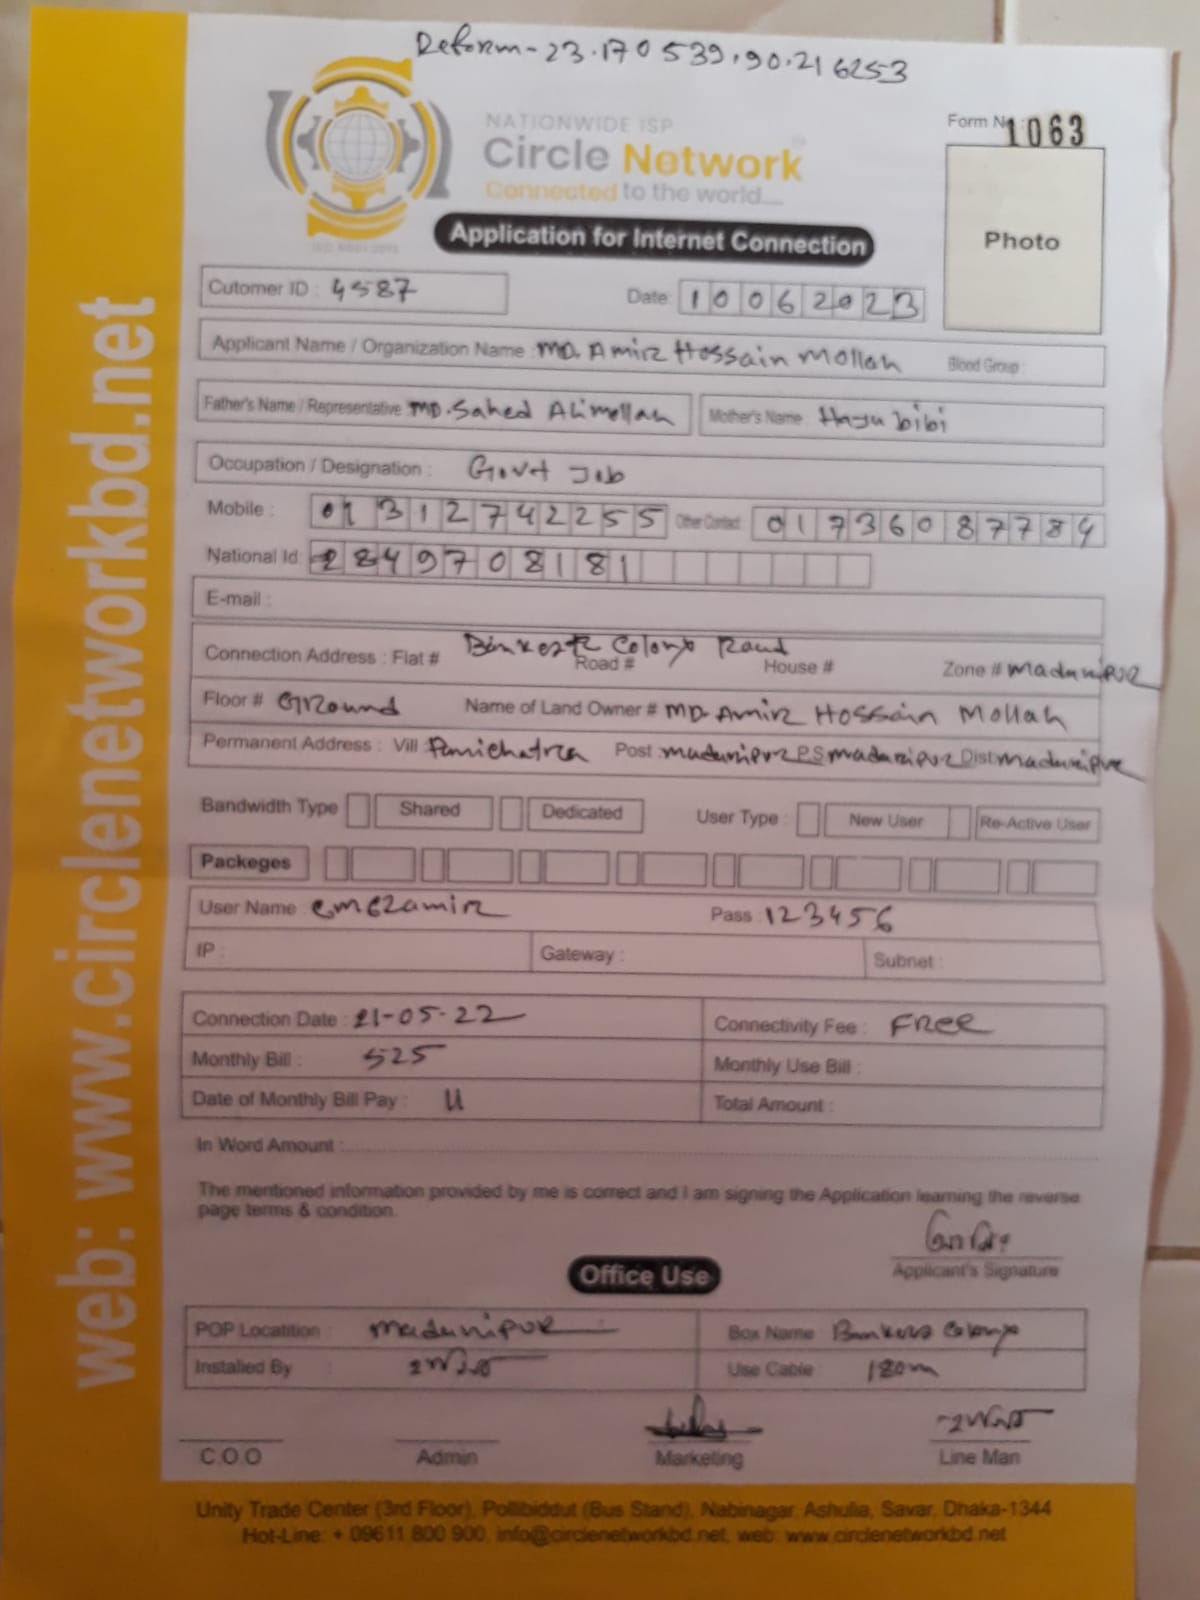 Reform-23.170539,90.216253
NATIONWIDE ISP
Circle Network
Connected to the world....
Form No 1063
Photo
Application for Internet Connection
Cutomer ID : 4587 Date: 10062023
Applicant Name / Organization Name : MD. Amir Hossain Mollah Blood Group :
Father's Name / Representative : MD. Sahed Ali mollah Mother's Name : Haju bibi
Occupation / Designation : Govt Job
Mobile : 01312742255 Other Contact : 01736087784
National Id: 2849708181
E-mail :
Connection Address : Flat # Colony Road Road # House # Zone # madaripur
Floor # Ground Name of Land Owner # MD. Amir Hossain Mollah
Permanent Address : Vill : Panichatra Post : madaripur PS madaripur Dist: madaripur
Bandwidth Type Shared Dedicated User Type : New User Re-Active User
Packeges
User Name : Pass : 123456
IP : Gateway : Subnet :
Connection Date : 21-05-22 Connectivity Fee : Free
Monthly Bill : 525 Monthly Use Bill :
Date of Monthly Bill Pay : Total Amount :
In Word Amount :
The mentioned information provided by me is correct and I am signing the Application learning the reverse
page terms & condition.
Applicant's Signature
Office Use
POP Locatition : madaripur Box Name : Bankers Colony
Installed By : Use Cable : 180m
C.O.O Admin Marketing Line Man
Unity Trade Center (3rd Floor), Pollibiddut (Bus Stand), Nabinagar, Ashulia, Savar, Dhaka-1344
Hot-Line: + 09611 800 900, info@circlenetworkbd.net, web: www.circlenetworkbd.net
web: www.circlenetworkbd.net